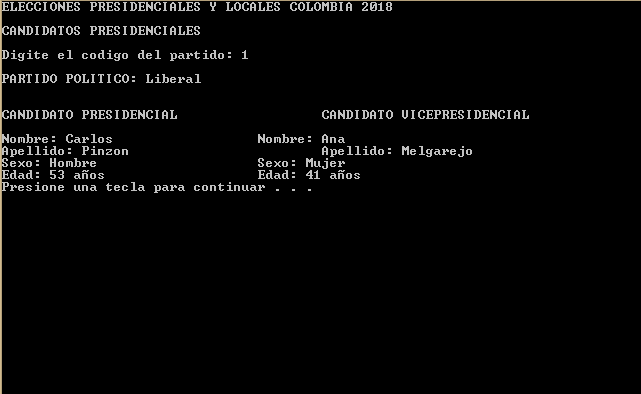 ELECCIONES PRESIDENCIALES Y LOCALES COLOMBIA 2018
CANDIDATOS PRESIDENCIALES
Digite el codigo del partido: 1
PARTIDO POLITICO: Liberal
CANDIDATO PRESIDENCIAL CANDIDATO VICEPRESIDENCIAL
Nombre: Carlos Nombre: Ana
Apellido: Pinzon Apellido: Melgarejo
Sexo: Hombre Sexo: Mujer
Edad: 53 años Edad: 41 años
Presione una tecla para continuar . . .